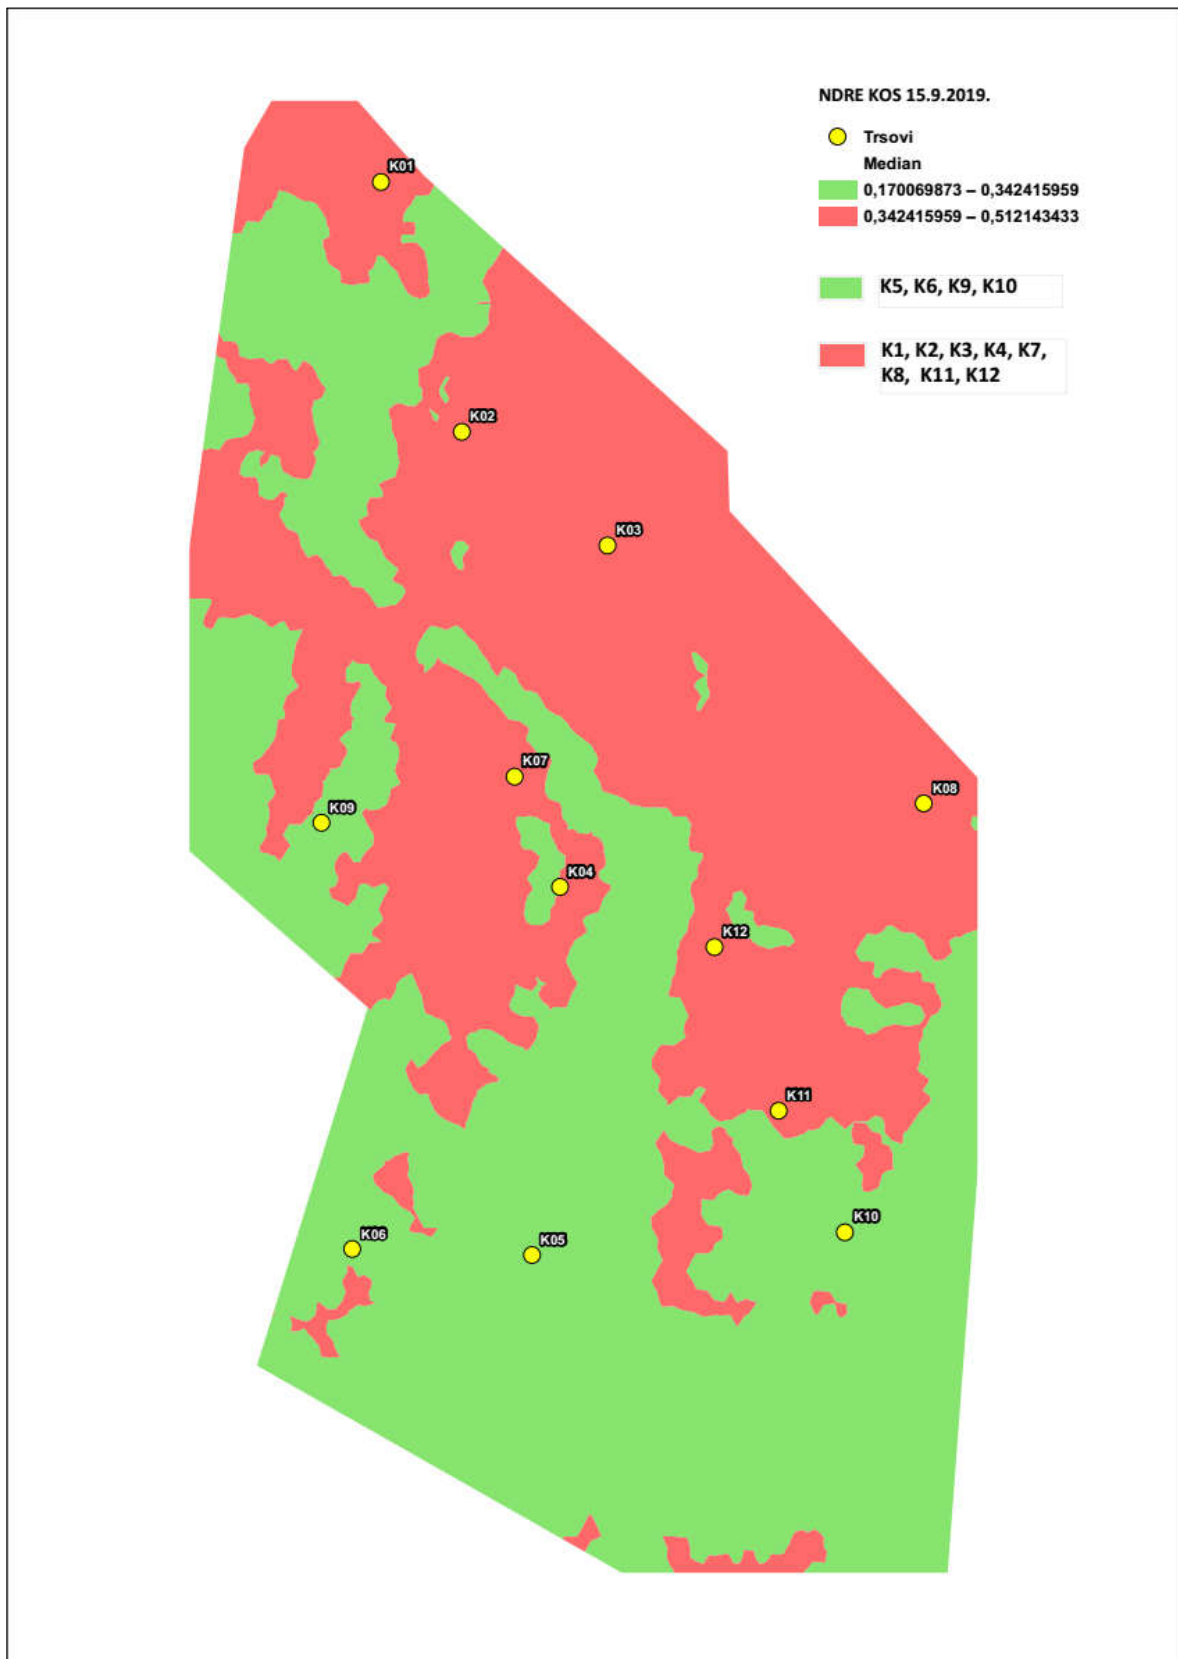 NDRE KOS 15.9.2019.
Trsovi
Median
0,170069873 – 0,342415959
0,342415959 – 0,512143433
K5, K6, K9, K10
K1, K2, K3, K4, K7,
K8, K11, K12
K01
K02
K03
K07
K08
K09
K04
K12
K11
K10
K06
K05